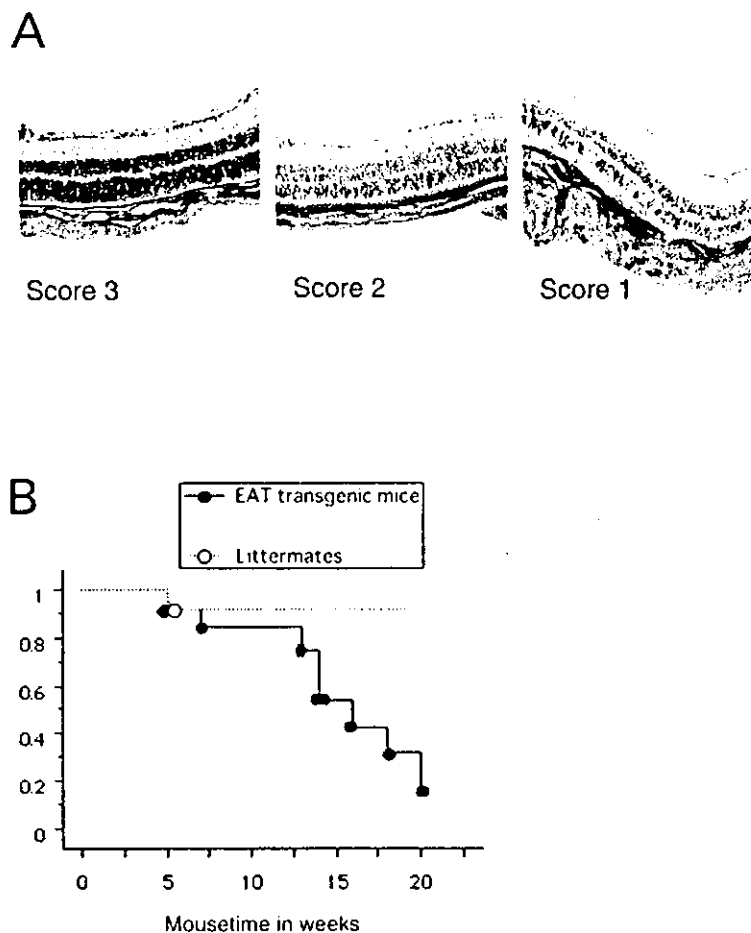 A
Score 3
Score 2
Score 1
B
EAT transgenic mice
Littermates
1
0.8
0.6
0.4
0.2
0
0 5 10 15 20
Mousetime in weeks